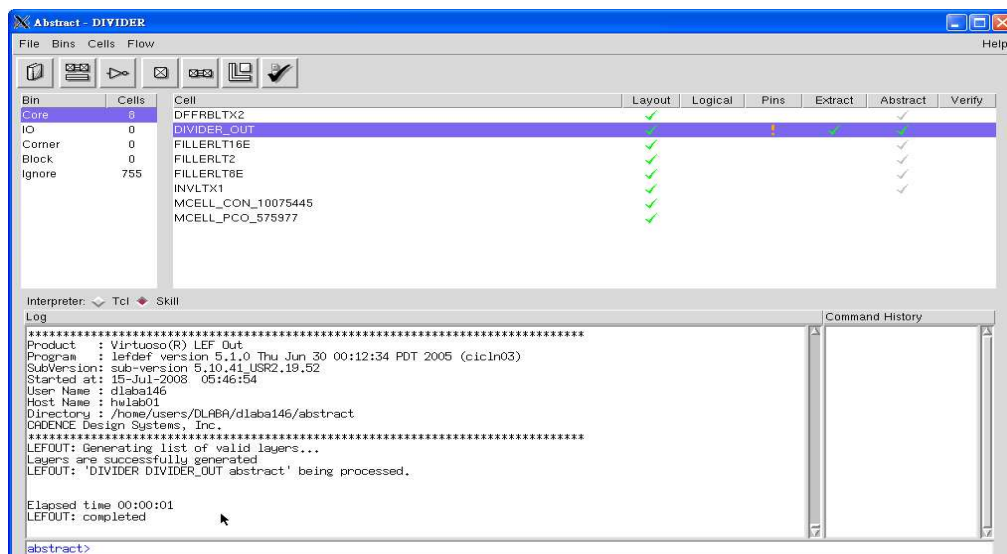 Abstract - DIVIDER
File Bins Cells Flow Help
Bin Cells Cell Layout Logical Pins Extract Abstract Verify
Core 8 DFFRBLTX2
IO 0 DIVIDER_OUT !
Corner 0 FILLERLT16E
Block 0 FILLERLT2
Ignore 755 FILLERLT8E
INVLTX1
MCELL_CON_10075445
MCELL_PCO_575977
Interpreter: Tcl Skill
Log Command History
********************************************************************************
Product : Virtuoso(R) LEF Out
Program : lefdef version 5.1.0 Thu Jun 30 00:12:34 PDT 2005 (cicln03)
SubVersion: sub-version 5.10.41_USR2.19.52
Started at: 15-Jul-2008 05:46:54
User Name : dlaba146
Host Name : hwlab01
Directory : /home/users/DLABA/dlaba146/abstract
CADENCE Design Systems, Inc.
********************************************************************************
LEFOUT: Generating list of valid layers...
Layers are successfully generated
LEFOUT: 'DIVIDER DIVIDER_OUT abstract' being processed.
Elapsed time 00:00:01
LEFOUT: completed
abstract>